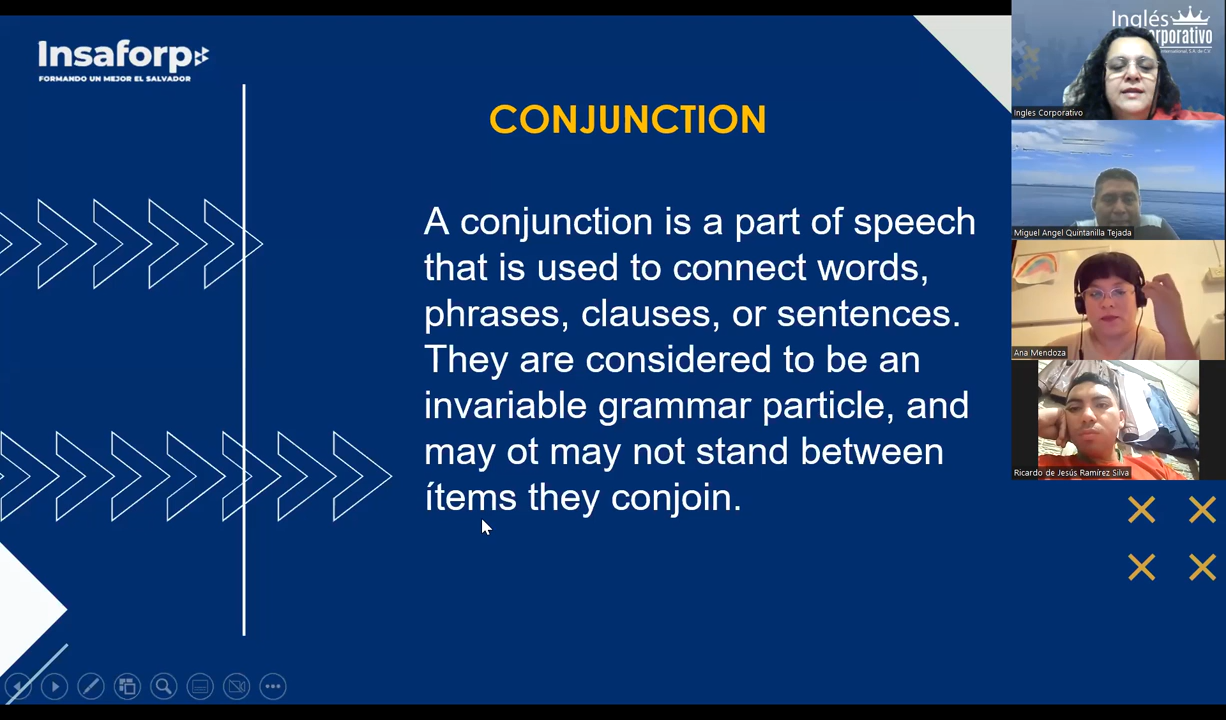 Insaforp
FORMANDO UN MEJOR EL SALVADOR
CONJUNCTION
A conjunction is a part of speech
that is used to connect words,
phrases, clauses, or sentences.
They are considered to be an
invariable grammar particle, and
may ot may not stand between
ítems they conjoin.
Inglés
orporativo
Ingles Corporativo
Miguel Angel Quintanilla Tejada
Ana Mendoza
Ricardo de Jesús Ramírez Silva